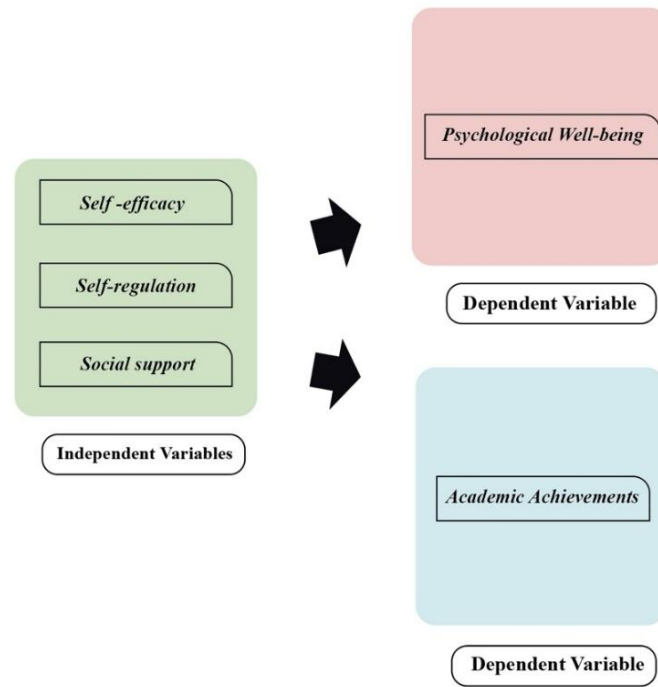 Self -efficacy
Self-regulation
Social support
Independent Variables
Psychological Well-being
Dependent Variable
Academic Achievements
Dependent Variable